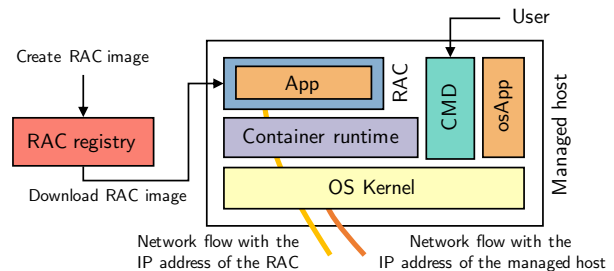 User
Create RAC image
App
RAC
CMD
osApp
Managed host
RAC registry
Container runtime
Download RAC image
OS Kernel
Network flow with the
IP address of the RAC
Network flow with the
IP address of the managed host